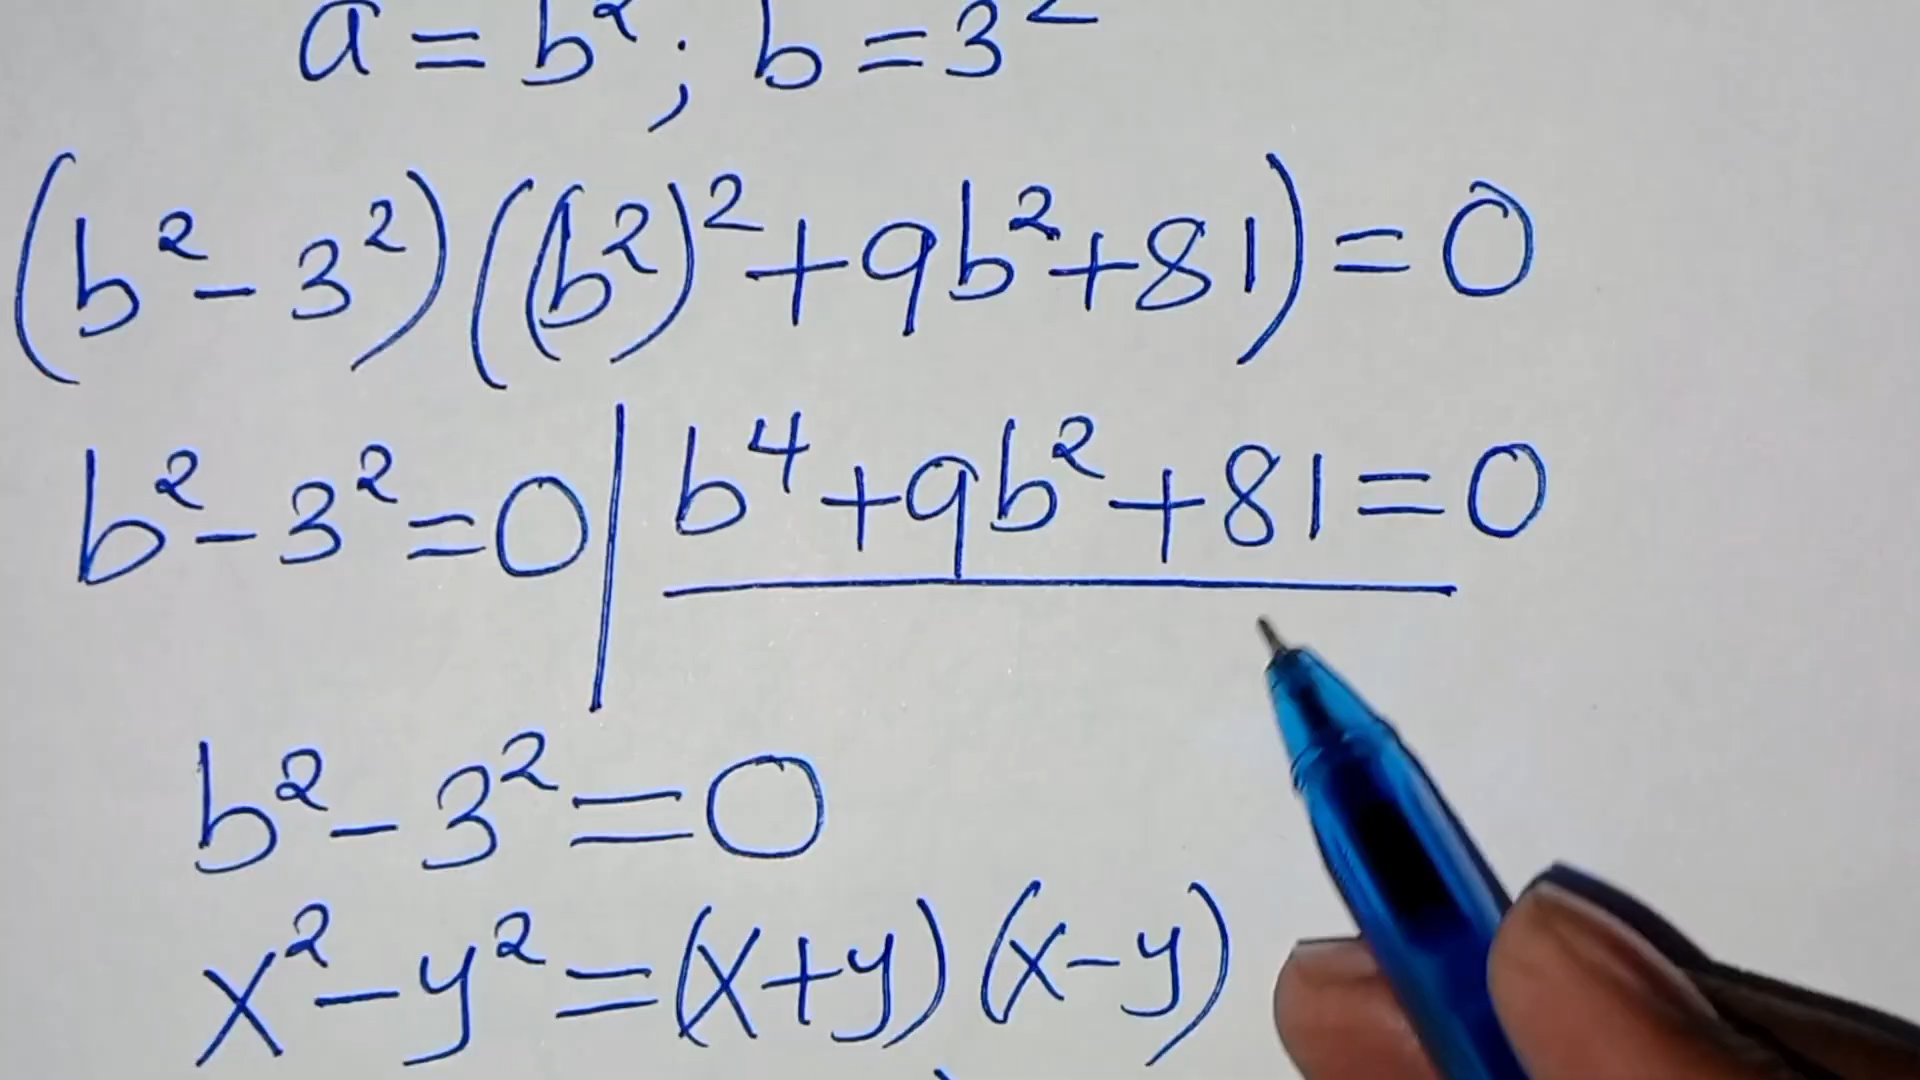 a = b²; b = 3²
(b² - 3²)((b²)² + 9b² + 81) = 0
b² - 3² = 0 | b⁴ + 9b² + 81 = 0
b² - 3² = 0
x² - y² = (x + y)(x - y)